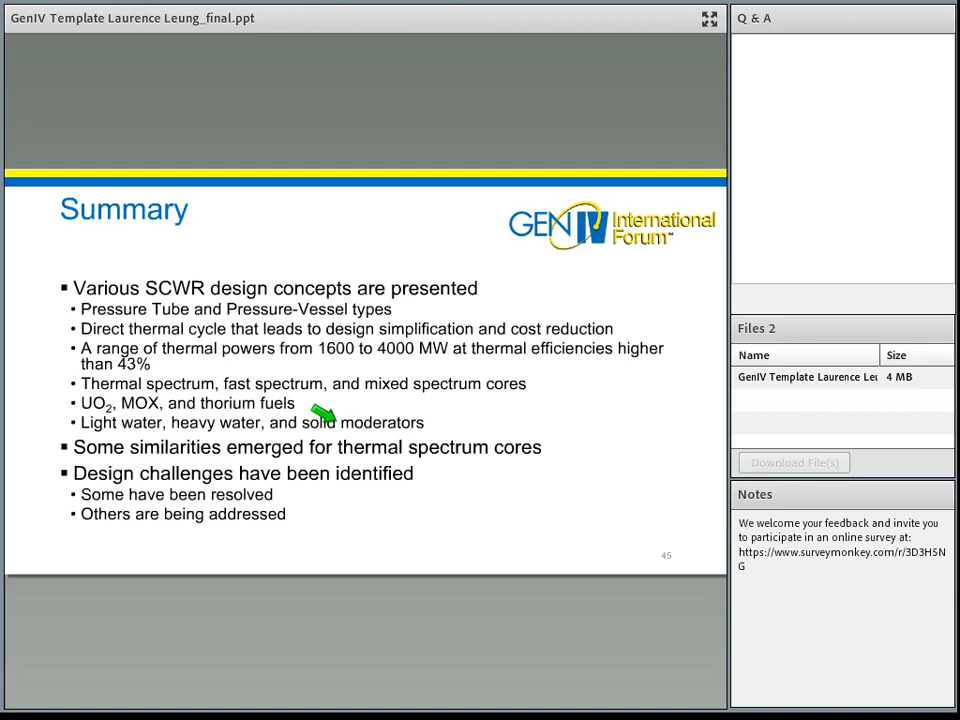 GenIV Template Laurence Leung_final.ppt
Summary
GENIV International
Forum™
▪ Various SCWR design concepts are presented
• Pressure Tube and Pressure-Vessel types
• Direct thermal cycle that leads to design simplification and cost reduction
• A range of thermal powers from 1600 to 4000 MW at thermal efficiencies higher
than 43%
• Thermal spectrum, fast spectrum, and mixed spectrum cores
• UO₂, MOX, and thorium fuels
• Light water, heavy water, and solid moderators
▪ Some similarities emerged for thermal spectrum cores
▪ Design challenges have been identified
• Some have been resolved
• Others are being addressed
45
Q & A
Files 2
Name Size
GenIV Template Laurence Leu 4 MB
Download File(s)
Notes
We welcome your feedback and invite you
to participate in an online survey at:
https://www.surveymonkey.com/r/3D3H5N
G